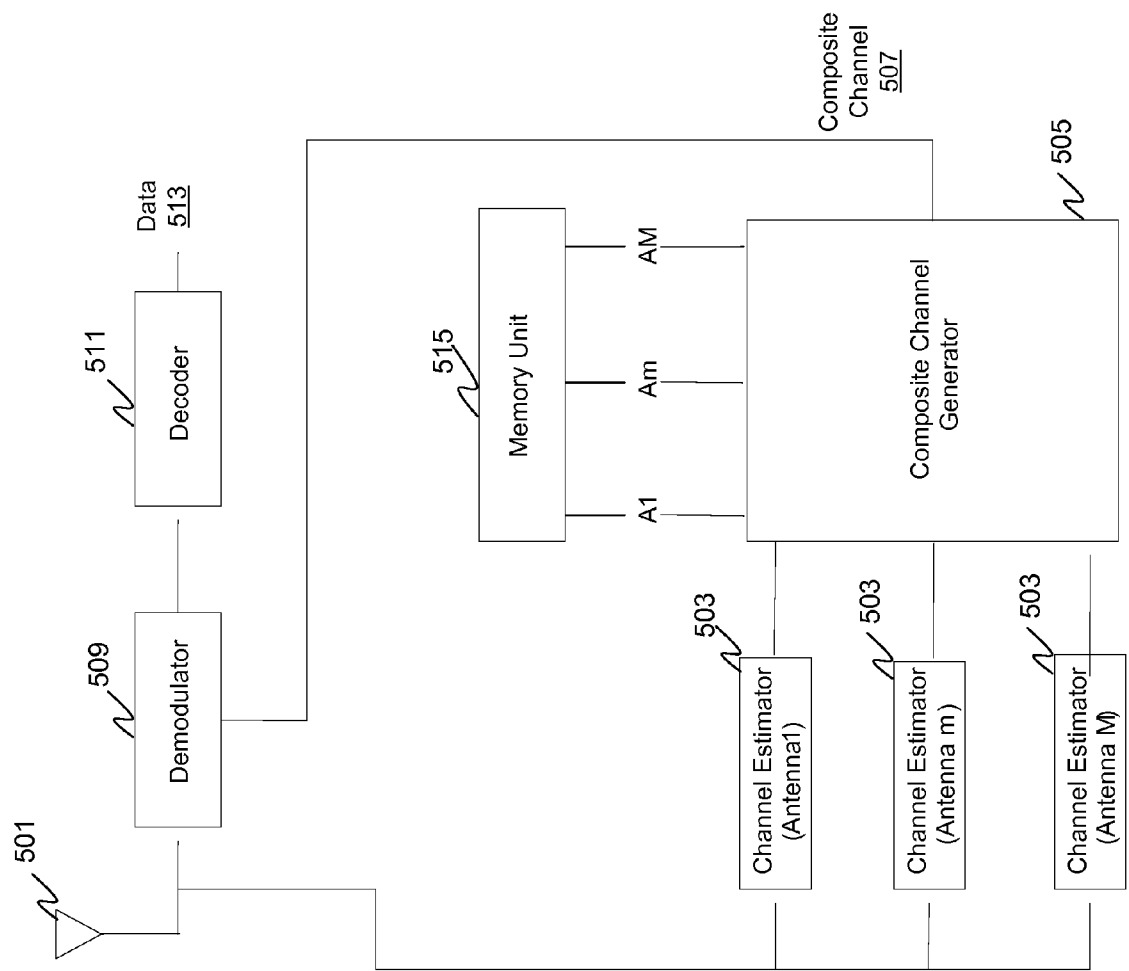 501
509
Demodulator
511
Decoder
Data
513
515
Memory Unit
A1
Am
AM
Composite
Channel
507
503
Channel Estimator
(Antenna1)
503
Channel Estimator
(Antenna m)
503
Channel Estimator
(Antenna M)
Composite Channel
Generator
505